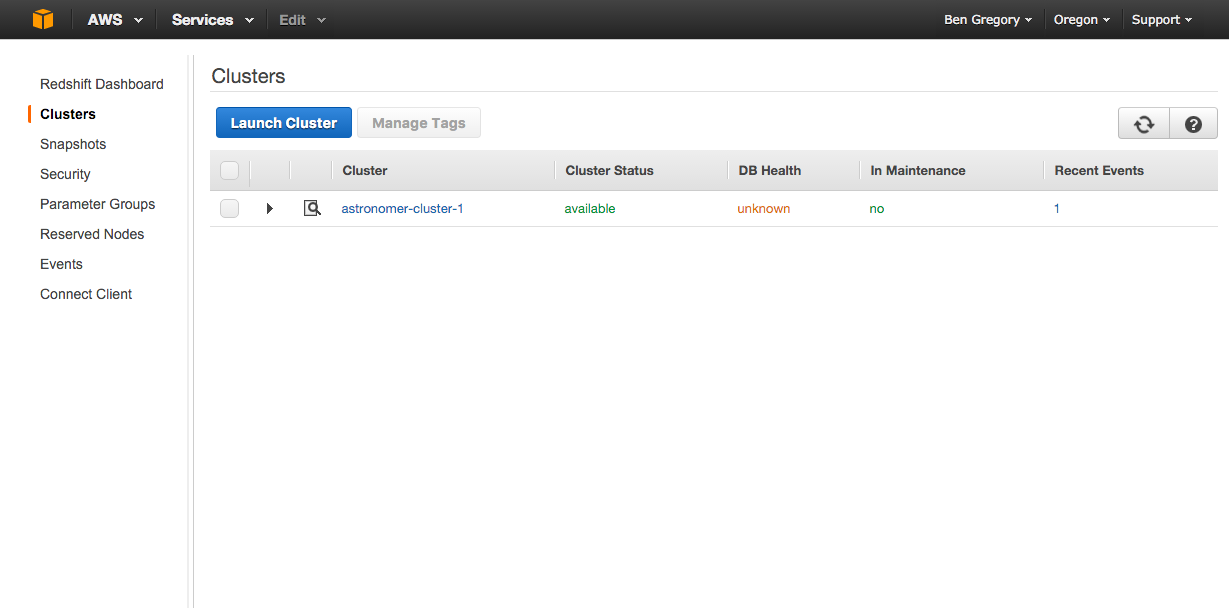 AWS Services Edit Ben Gregory Oregon Support
Redshift Dashboard
Clusters
Snapshots
Security
Parameter Groups
Reserved Nodes
Events
Connect Client
Clusters
Launch Cluster Manage Tags ?
Cluster Cluster Status DB Health In Maintenance Recent Events
astronomer-cluster-1 available unknown no 1